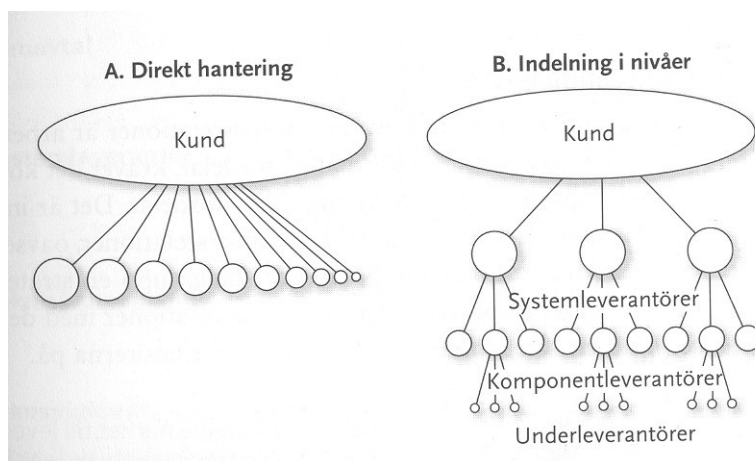 A. Direkt hantering
Kund
B. Indelning i nivåer
Kund
Systemleverantörer
Komponentleverantörer
Underleverantörer